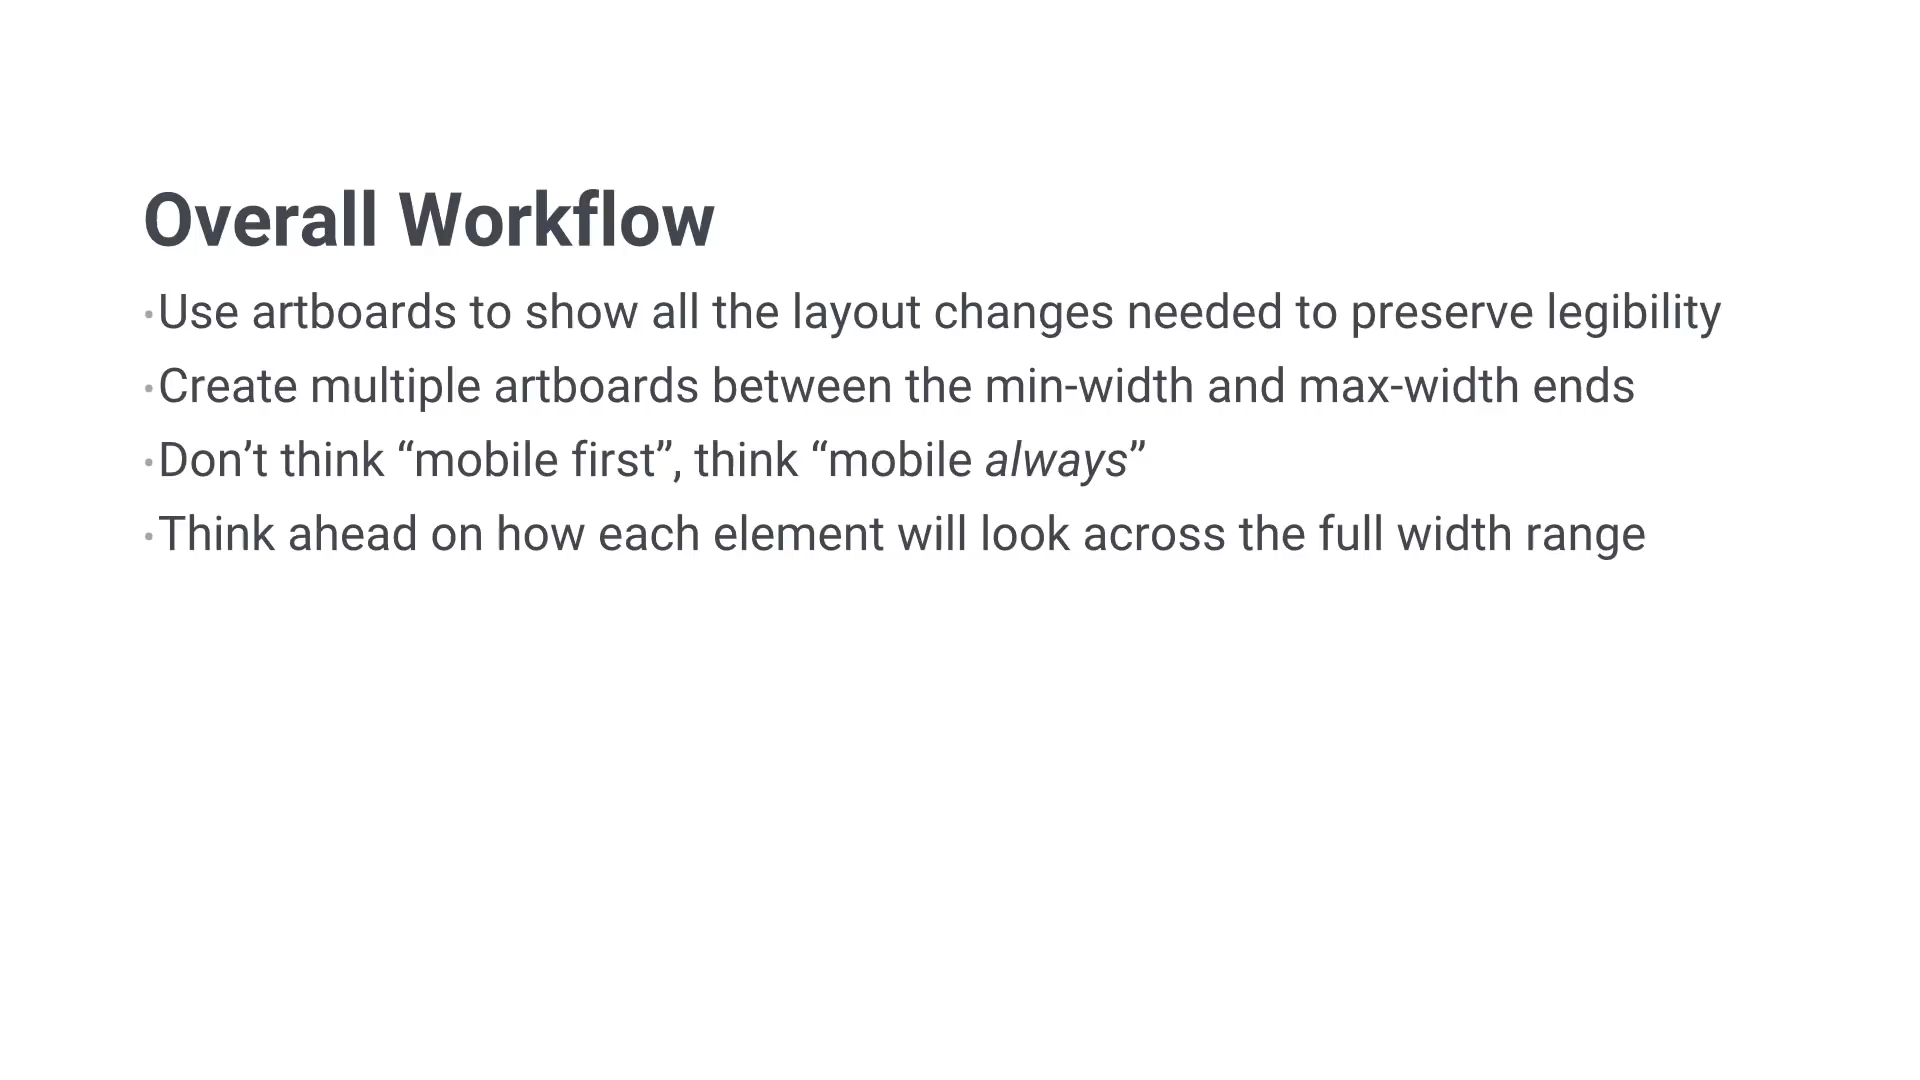 Overall Workflow
·Use artboards to show all the layout changes needed to preserve legibility
·Create multiple artboards between the min-width and max-width ends
·Don’t think “mobile first”, think “mobile always”
·Think ahead on how each element will look across the full width range